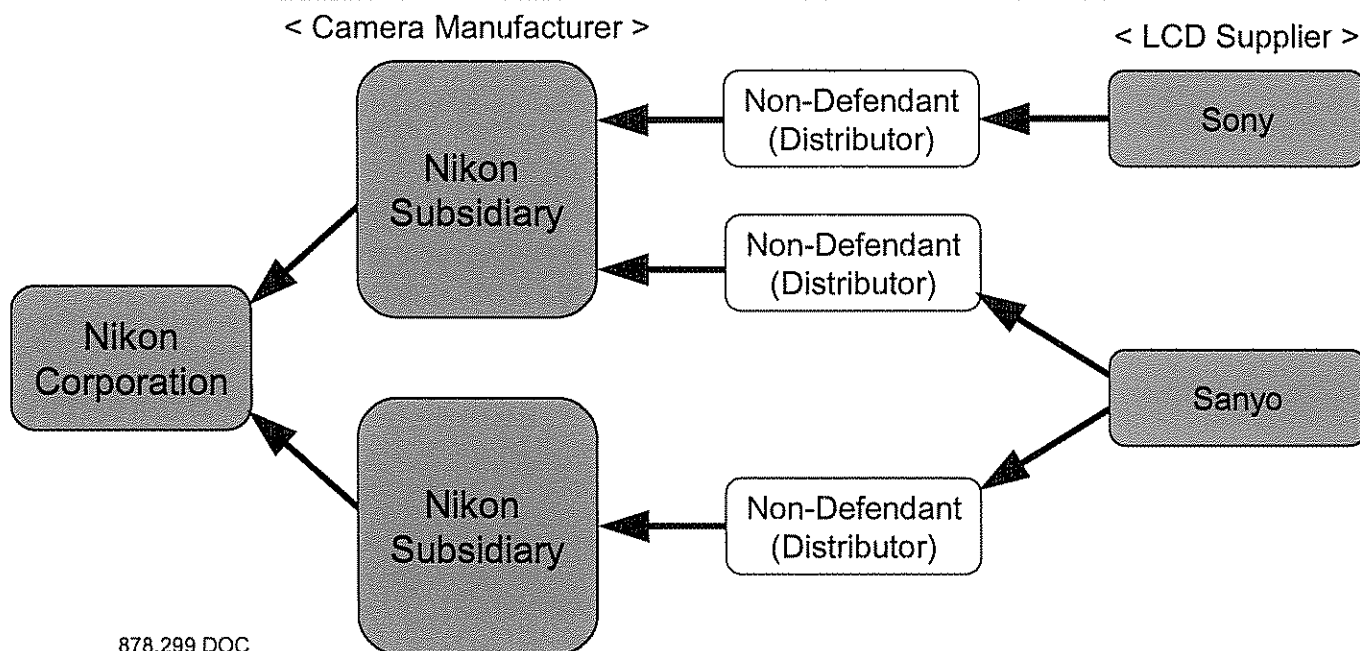 < Camera Manufacturer >
< LCD Supplier >
Non-Defendant
(Distributor)
Sony
Nikon
Subsidiary
Non-Defendant
(Distributor)
Nikon
Corporation
Sanyo
Nikon
Subsidiary
Non-Defendant
(Distributor)
878.299 DOC